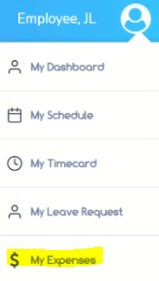 Employee, JL
My Dashboard
My Schedule
My Timecard
My Leave Request
$ My Expenses